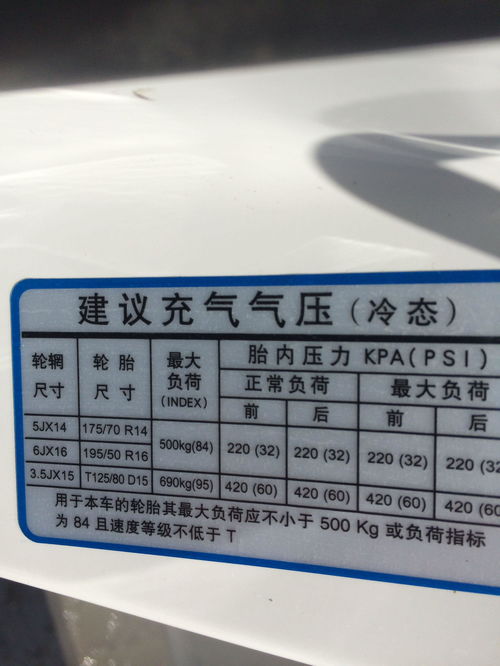 建议充气气压(冷态)
轮辋尺寸 轮胎尺寸 最大负荷(INDEX) 胎内压力 KPA(PSI)
正常负荷 最大负荷
前 后 前 后
5JX14 175/70 R14 500kg(84) 220 (32) 220 (32) 220 (32) 220 (32
6JX16 195/50 R16
3.5JX15 T125/80 D15 690kg(95) 420 (60) 420 (60) 420 (60) 420 (60
用于本车的轮胎其最大负荷应不小于 500 Kg 或负荷指标
为 84 且速度等级不低于 T